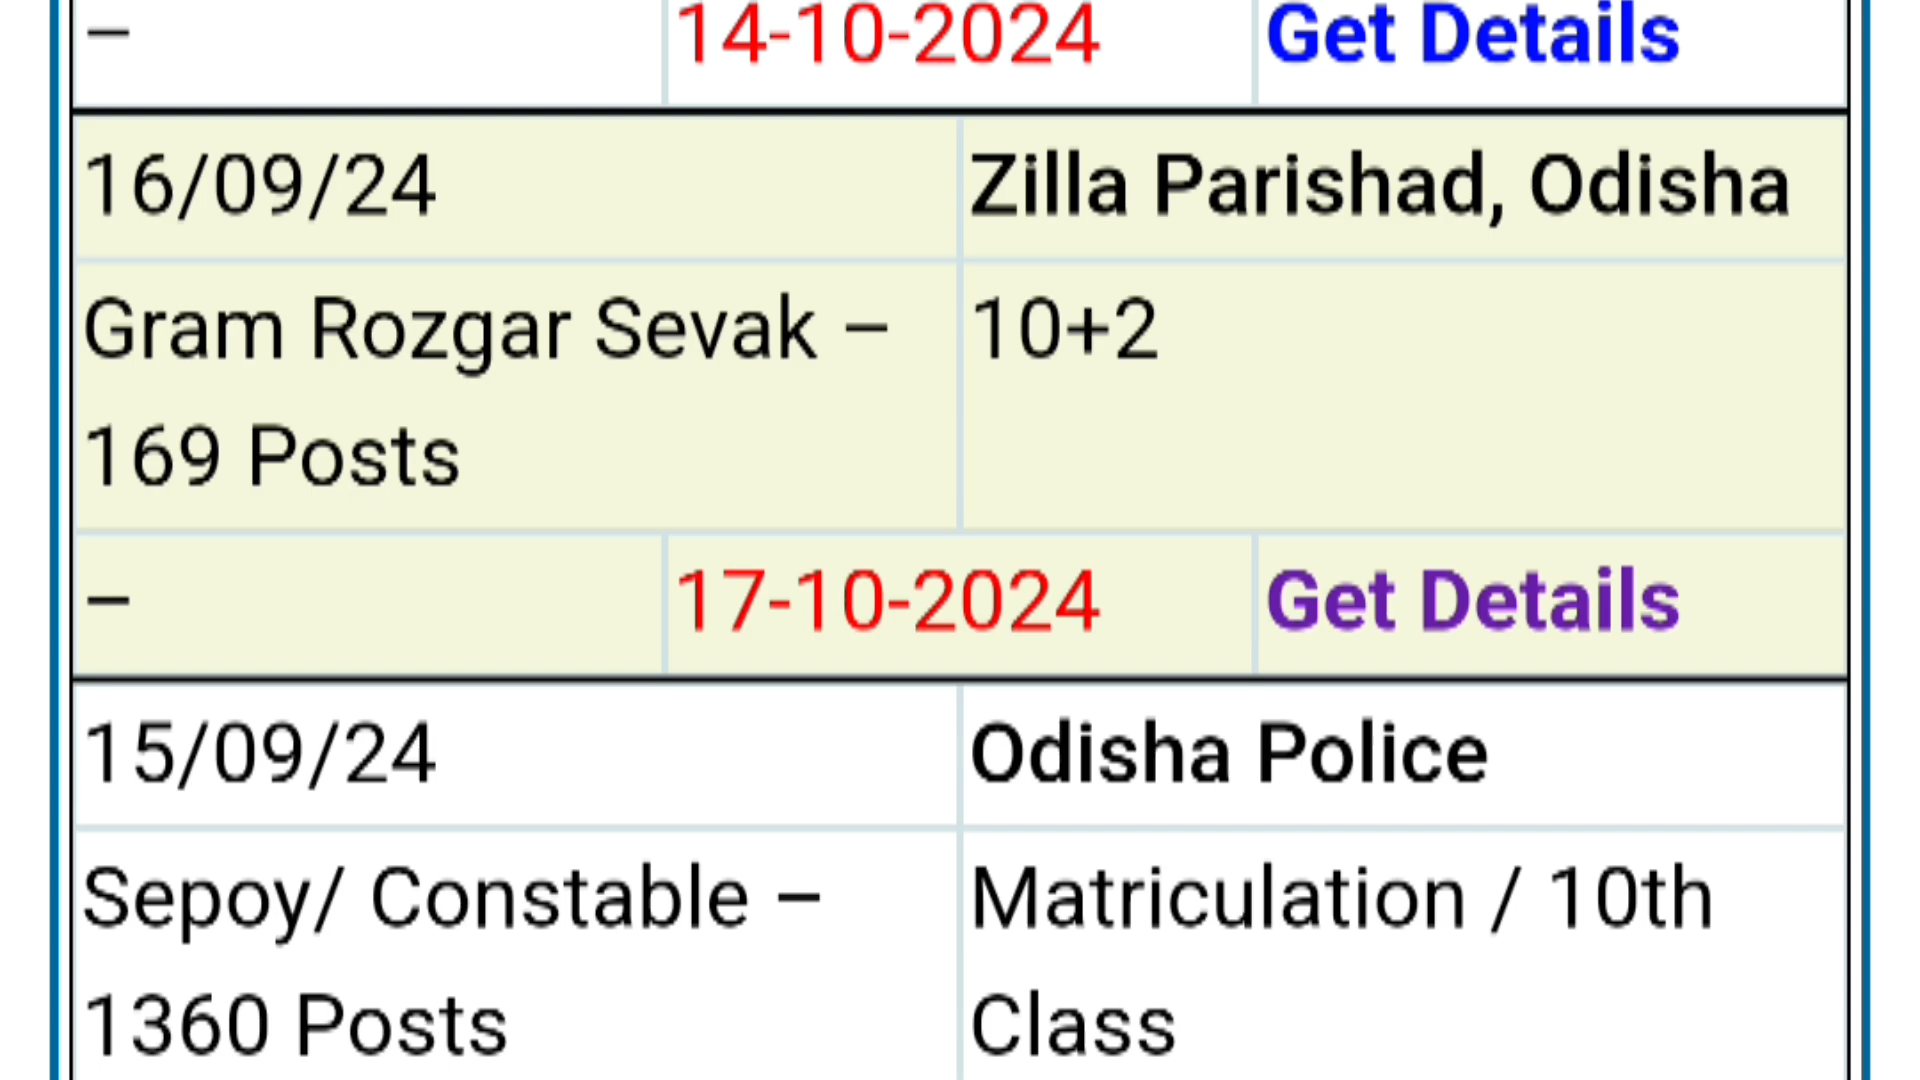 – 14-10-2024 Get Details
16/09/24 Zilla Parishad, Odisha
Gram Rozgar Sevak – 10+2
169 Posts
– 17-10-2024 Get Details
15/09/24 Odisha Police
Sepoy/ Constable – Matriculation / 10th
1360 Posts Class